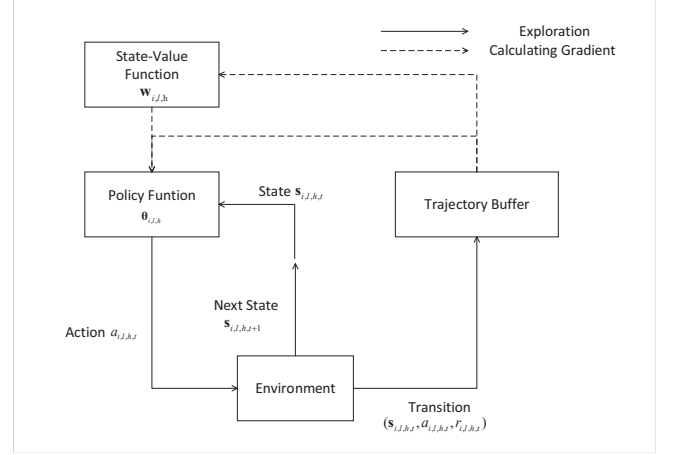 Exploration
Calculating Gradient
State-Value
Function
w_{i,l,h}
Policy Funtion
θ_{i,l,h}
State s_{i,l,h,t}
Trajectory Buffer
Next State
s_{i,l,h,t+1}
Action a_{i,l,h,t}
Environment
Transition
(s_{i,l,h,t}, a_{i,l,h,t}, r_{i,l,h,t})